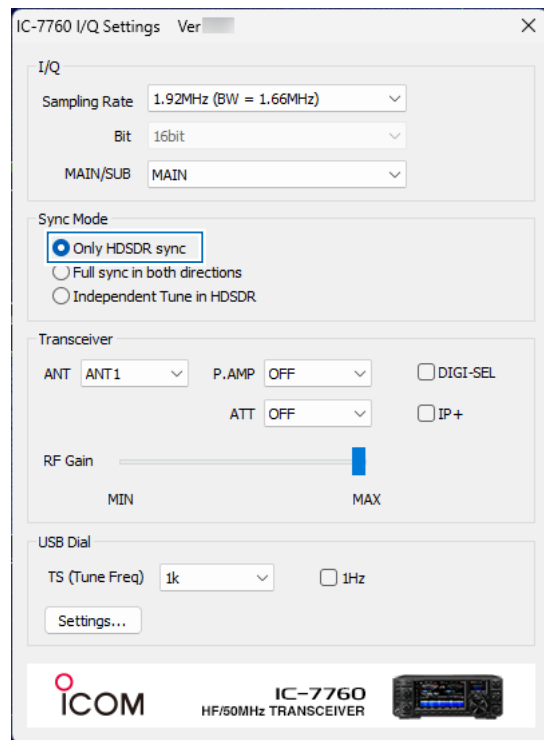 IC-7760 I/Q Settings Ver
I/Q
Sampling Rate 1.92MHz (BW = 1.66MHz)
Bit 16bit
MAIN/SUB MAIN
Sync Mode
Only HDSDR sync
Full sync in both directions
Independent Tune in HDSDR
Transceiver
ANT ANT1 P.AMP OFF DIGI-SEL
ATT OFF IP+
RF Gain
MIN MAX
USB Dial
TS (Tune Freq) 1k 1Hz
Settings...
ICOM IC-7760
HF/50MHz TRANSCEIVER